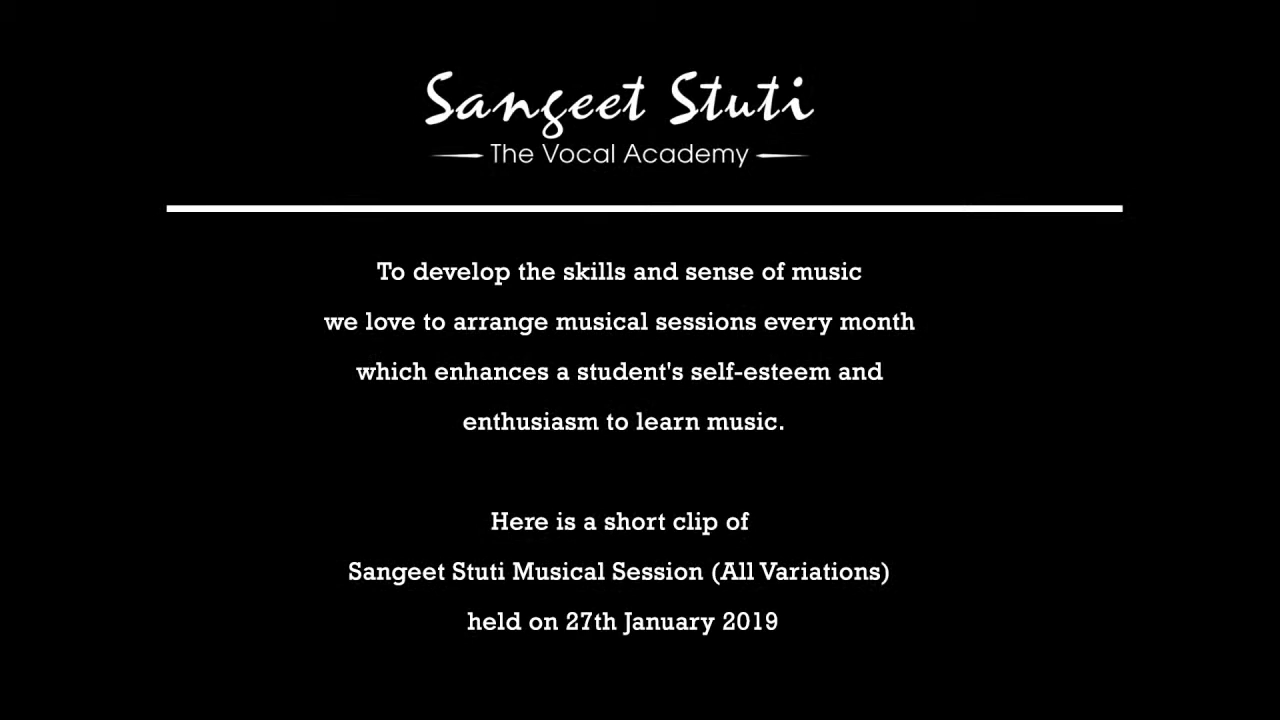 Sangeet Stuti
The Vocal Academy
To develop the skills and sense of music
we love to arrange musical sessions every month
which enhances a student's self-esteem and
enthusiasm to learn music.
Here is a short clip of
Sangeet Stuti Musical Session (All Variations)
held on 27th January 2019